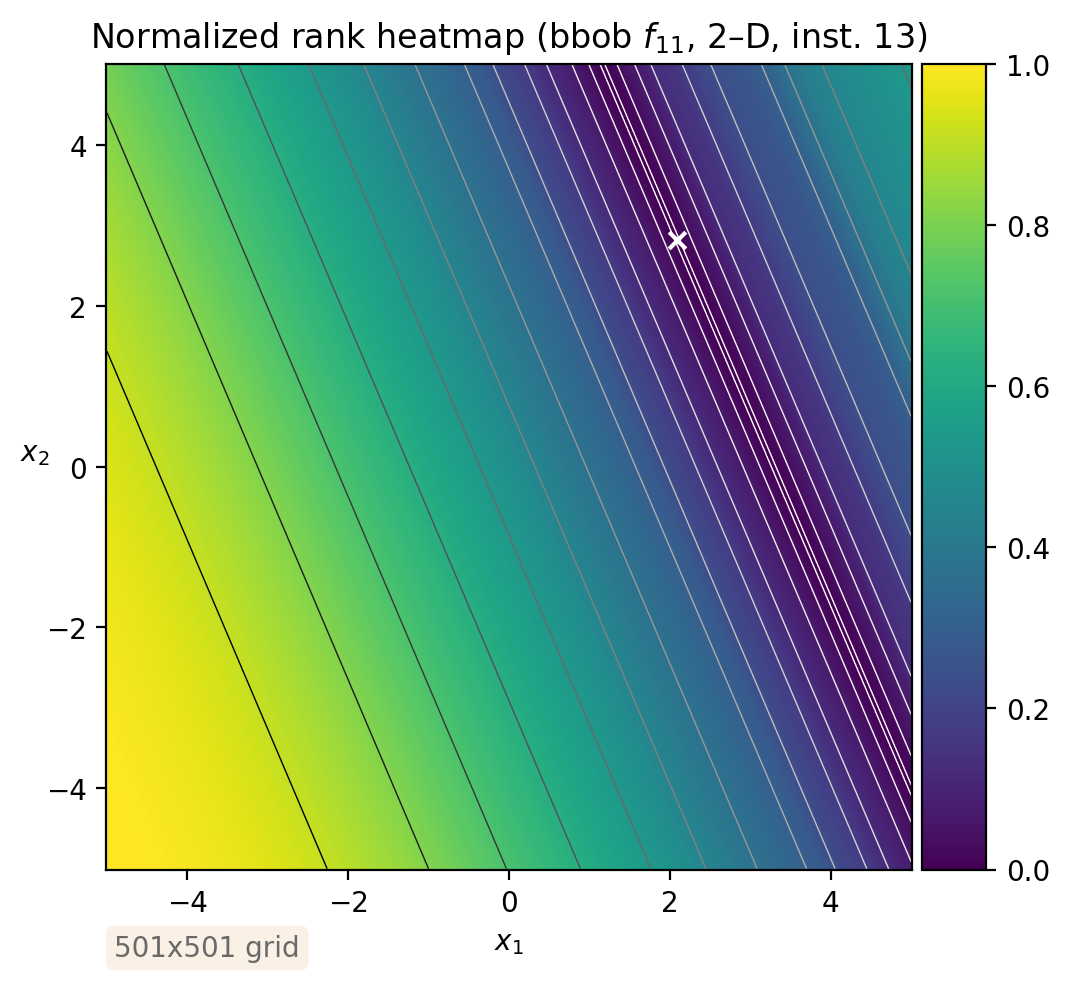 Normalized rank heatmap (bbob f₁₁, 2–D, inst. 13)
1.0
0.8
0.6
0.4
0.2
0.0
4
2
0
−2
−4
x₂
−4 −2 0 2 4
x₁
501x501 grid